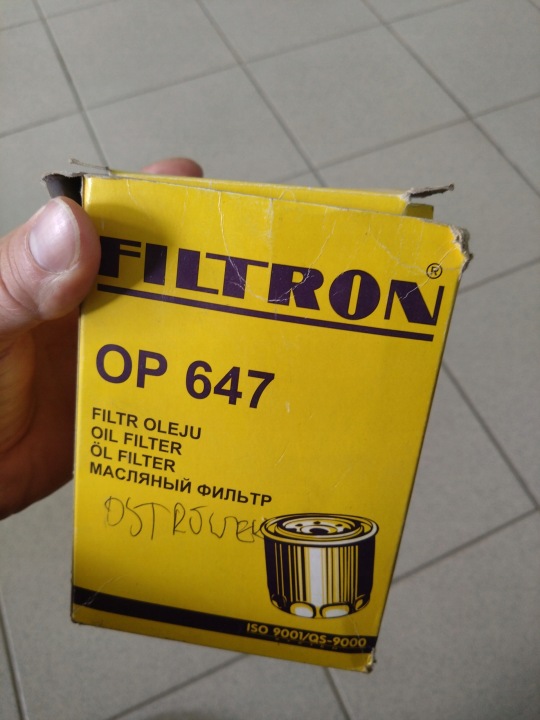 FILTRON®
OP 647
FILTR OLEJU
OIL FILTER
ÖL FILTER
МАСЛЯНЫЙ ФИЛЬТР
OSTRÓWEK
ISO 9001/QS-9000